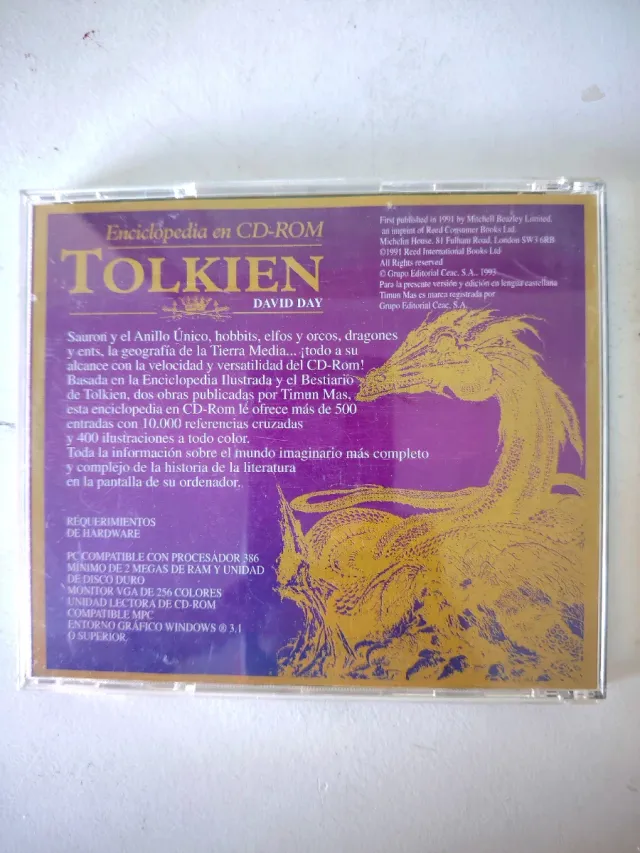 Enciclopedia en CD-ROM
TOLKIEN
DAVID DAY
First published in 1991 by Mitchell Beazley Limited.
an imprint of Reed Consumer Books Ltd.
Michelin House. 81 Fulham Road. London SW3 6RB
©1991 Reed International Books Ltd
All Rights reserved
© Grupo Editorial Ceac, S.A., 1993
Para la presente versión y edición en lengua castellana
Timun Mas es marca registrada por
Grupo Editorial Ceac, S.A.
Sauron y el Anillo Único, hobbits, elfos y orcos, dragones
y ents, la geografía de la Tierra Media... ¡todo a su
alcance con la velocidad y versatilidad del CD-Rom!
Basada en la Enciclopedia Ilustrada y el Bestiario
de Tolkien, dos obras publicadas por Timun Mas,
esta enciclopedia en CD-Rom lé ofrece más de 500
entradas con 10.000 referencias cruzadas
y 400 ilustraciones a todo color.
Toda la información sobre el mundo imaginario más completo
y complejo de la historia de la literatura
en la pantalla de su ordenador.
REQUERIMIENTOS
DE HARDWARE
PC COMPATIBLE CON PROCESADOR 386
MÍNIMO DE 2 MEGAS DE RAM Y UNIDAD
DE DISCO DURO
MONITOR VGA DE 256 COLORES
UNIDAD LECTORA DE CD-ROM
COMPATIBLE MPC
ENTORNO GRÁFICO WINDOWS ® 3.1
O SUPERIOR